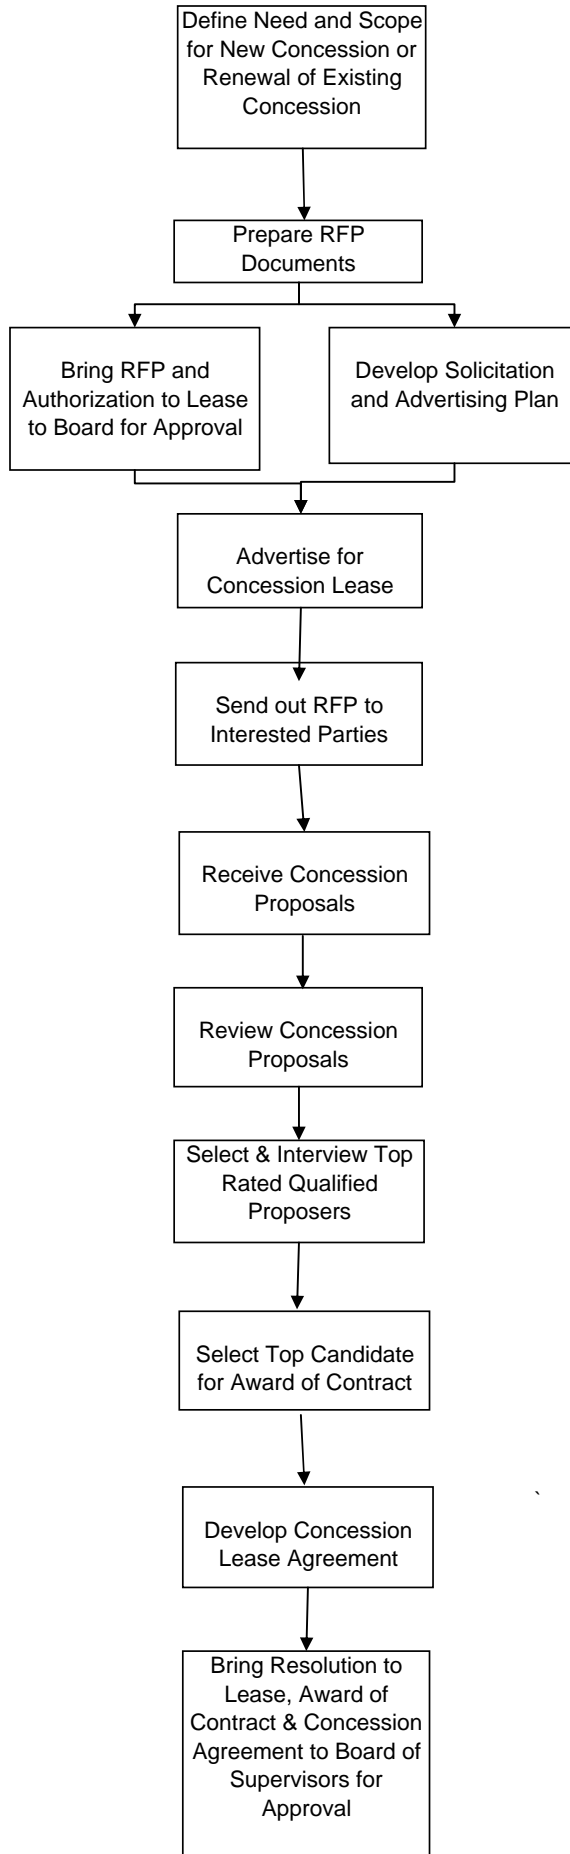 Define Need and Scope
for New Concession or
Renewal of Existing
Concession
Prepare RFP
Documents
Bring RFP and
Authorization to Lease
to Board for Approval
Develop Solicitation
and Advertising Plan
Advertise for
Concession Lease
Send out RFP to
Interested Parties
Receive Concession
Proposals
Review Concession
Proposals
Select & Interview Top
Rated Qualified
Proposers
Select Top Candidate
for Award of Contract
`
Develop Concession
Lease Agreement
Bring Resolution to
Lease, Award of
Contract & Concession
Agreement to Board of
Supervisors for
Approval